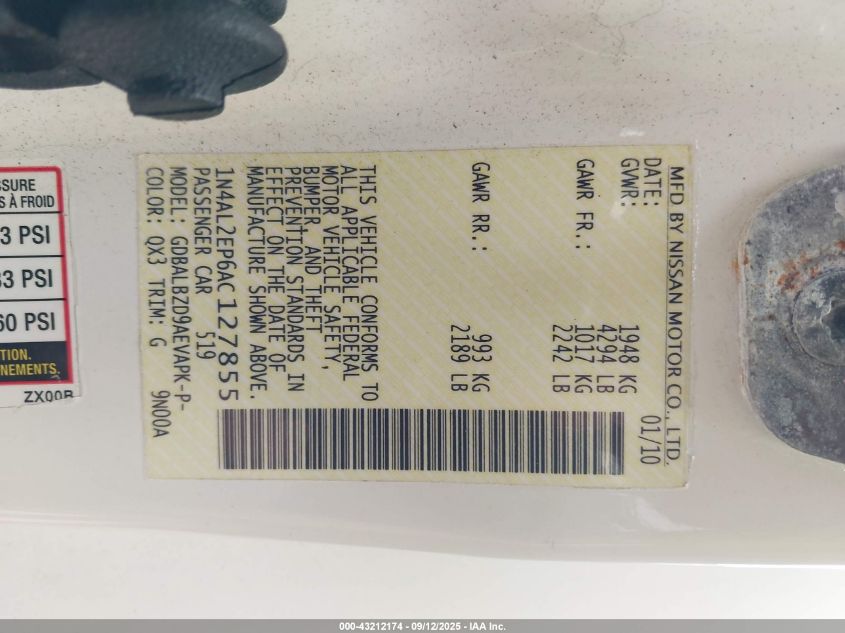 MFD BY NISSAN MOTOR CO., LTD.
DATE: 01/10
GVWR: 1948 KG
4294 LB
GAWR FR.: 1017 KG
2242 LB
GAWR RR.: 993 KG
2189 LB
THIS VEHICLE CONFORMS TO
ALL APPLICABLE FEDERAL
MOTOR VEHICLE SAFETY,
BUMPER, AND THEFT
PREVENTION STANDARDS IN
EFFECT ON THE DATE OF
MANUFACTURE SHOWN ABOVE.
1N4AL2EP6AC127855
PASSENGER CAR 519
MODEL: GDBALBZD9AEVAPK-P-
COLOR: QX3 TRIM: G 9N00A
SSURE
S À FROID
3 PSI
33 PSI
60 PSI
TION.
NEMENTS.
ZX00B
000-43212174 - 09/12/2025 - IAA Inc.